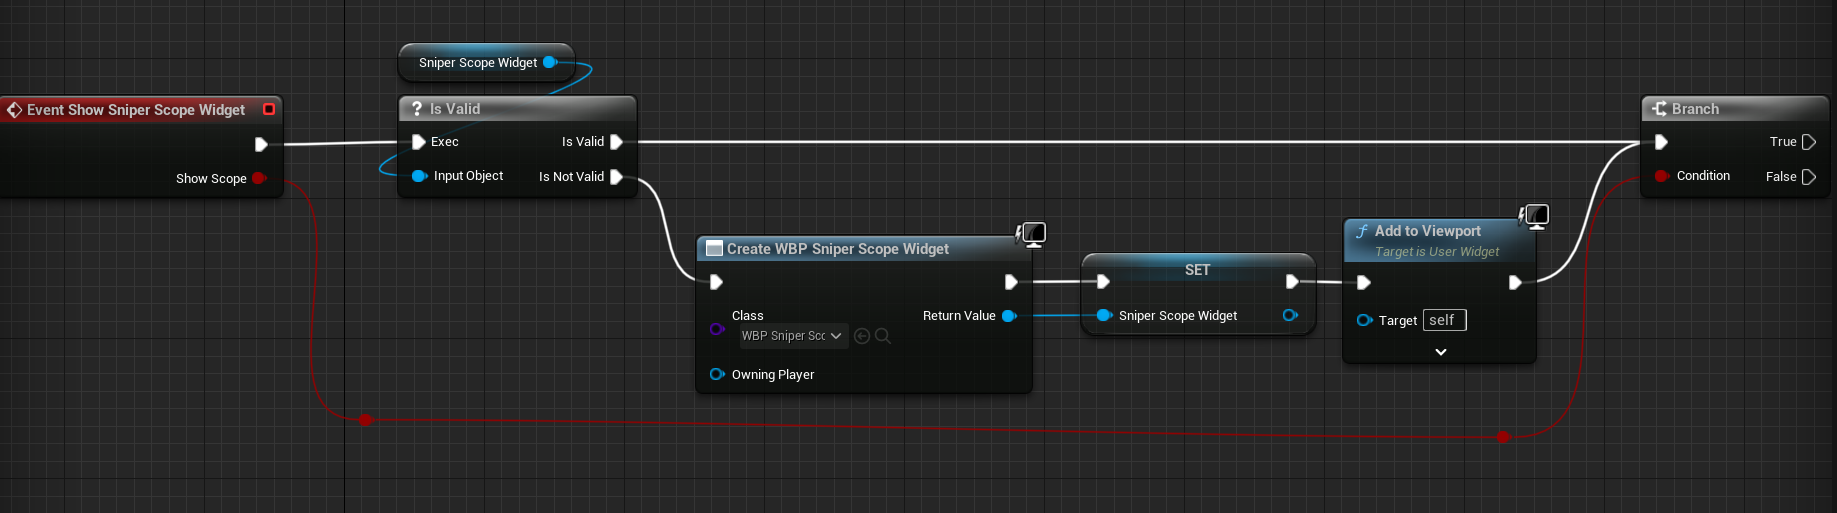 Sniper Scope Widget
Event Show Sniper Scope Widget
Show Scope
? Is Valid
Exec
Is Valid
Input Object
Is Not Valid
Create WBP Sniper Scope Widget
Class
WBP Sniper Sc
Return Value
Owning Player
SET
Sniper Scope Widget
f Add to Viewport
Target is User Widget
Target self
Branch
True
Condition
False